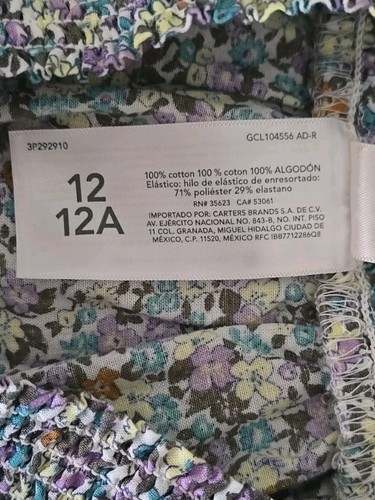 3P292910
GCL104556 AD-R
12
12A
100% cotton 100 % coton 100% ALGODÓN
Elástico: hilo de elástico de enresortado:
71% poliéster 29% elastano
RN# 35623 CA# 53061
IMPORTADO POR: CARTERS BRANDS S.A. DE C.V.
AV. EJÉRCITO NACIONAL NO. 843-B, NO. INT. PISO
11 COL. GRANADA, MIGUEL HIDALGO CIUDAD DE
MÉXICO, C.P. 11520, MÉXICO RFC IBB7712286Q8